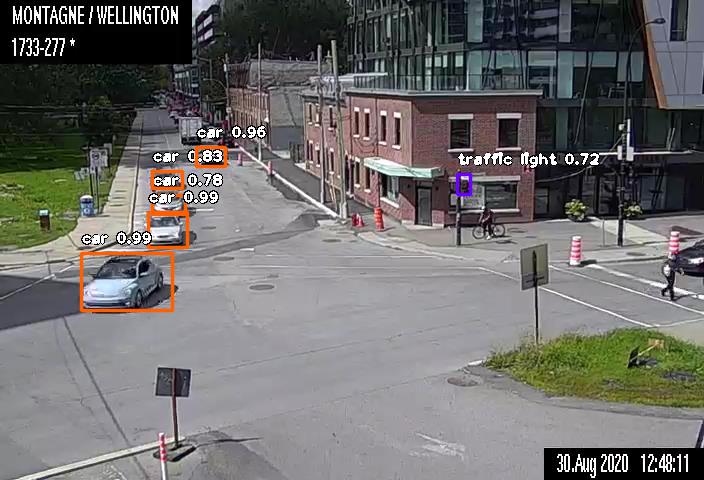 MONTAGNE / WELLINGTON
1733-277 *
car 0.96
car 0.83
car 0.78
traffic light 0.72
car 0.99
car 0.99
30.Aug 2020 12:48:11